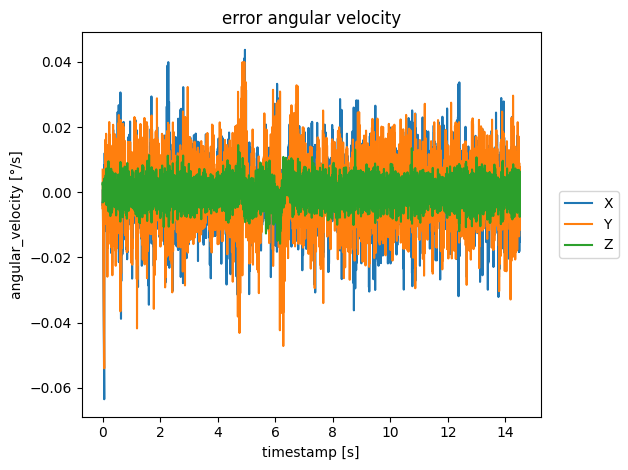 error angular velocity
angular_velocity [°/s]
0.04
0.02
0.00
−0.02
−0.04
−0.06
0 2 4 6 8 10 12 14
timestamp [s]
X
Y
Z